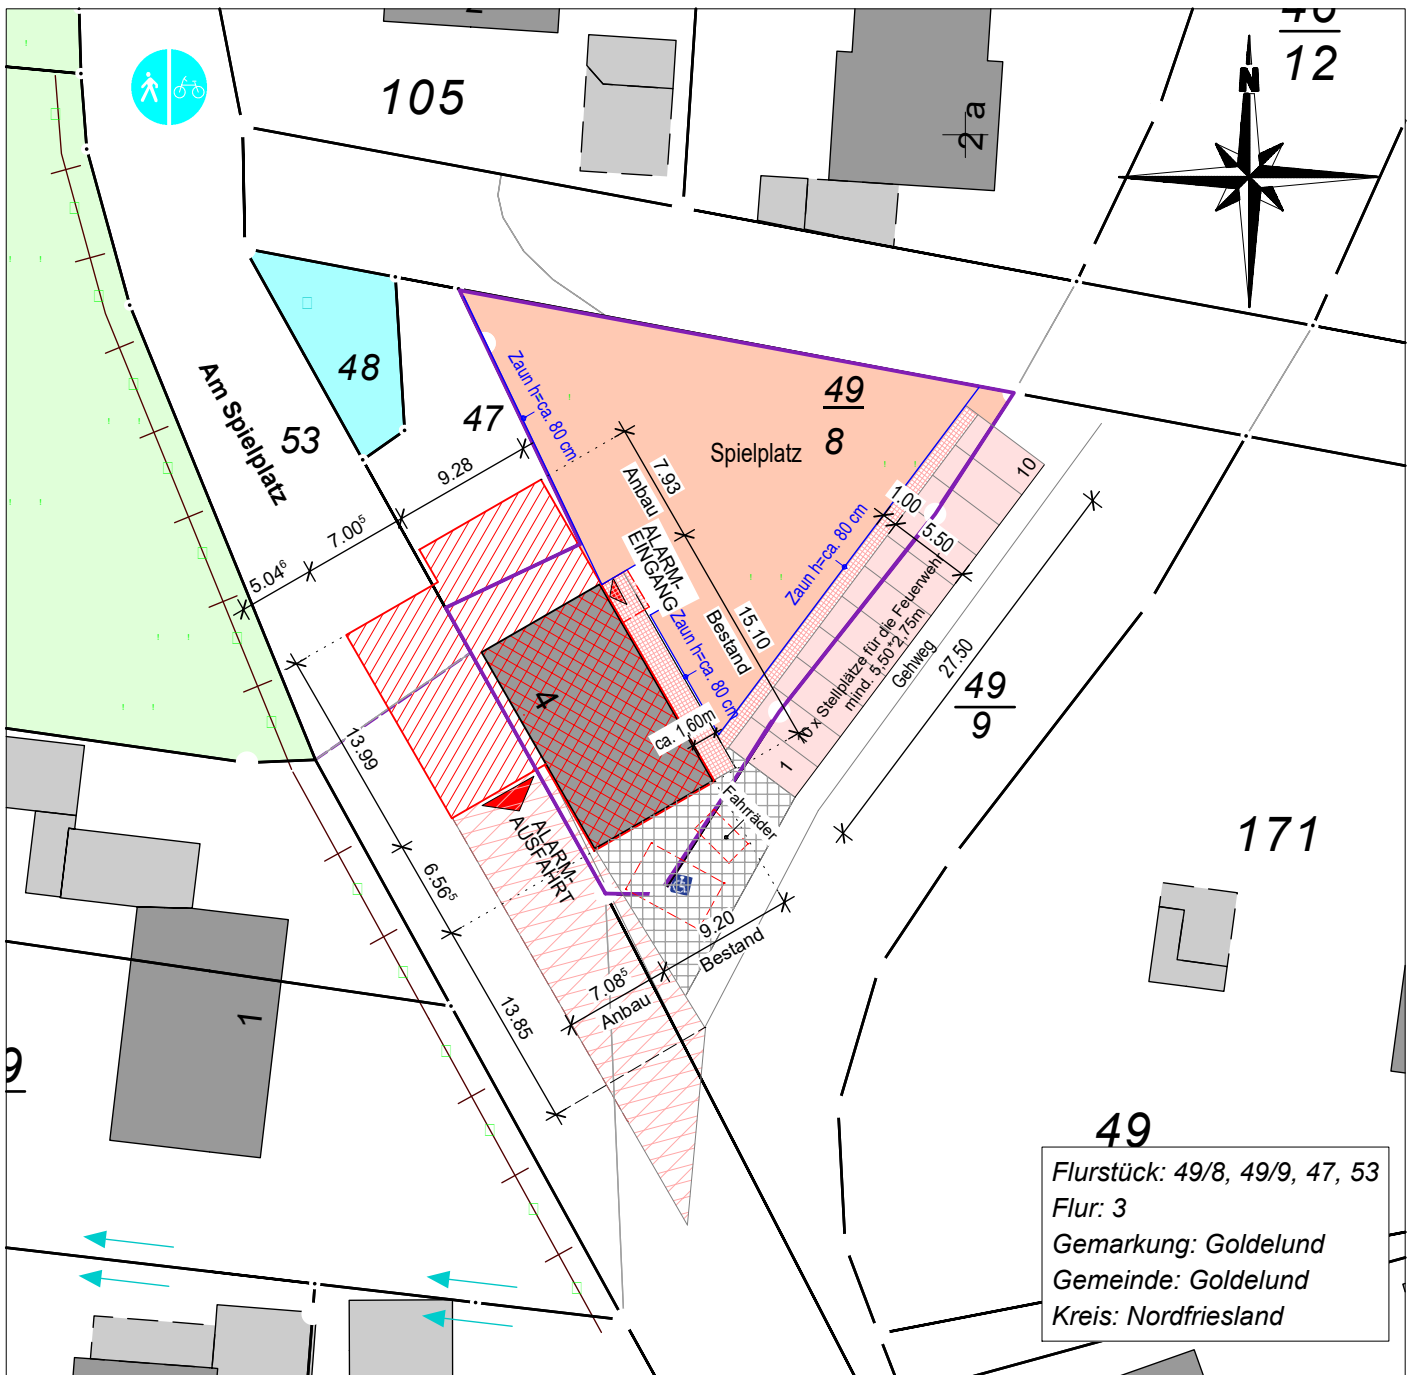 46
12
N
105
2 a
48
47
53
Am Spielplatz
49
8
Spielplatz
Zaun h=ca. 80 cm
9.28
7.00⁵
5.04⁶
7.93
Anbau
ALARM-
EINGANG
15.10
Bestand
Zaun h=ca. 80 cm
Zaun h=ca. 80 cm
1.00
5.50
10
10 x Stellplätze für die Feuerwehr
mind. 5,50*2,75m
Gehweg
27.50
49
9
4
ca. 1,60m
1
Fahrräder
13.99
ALARM-
AUSFAHRT
6.56⁵
9.20
Bestand
7.08⁵
Anbau
13.85
171
1
9
49
Flurstück: 49/8, 49/9, 47, 53
Flur: 3
Gemarkung: Goldelund
Gemeinde: Goldelund
Kreis: Nordfriesland